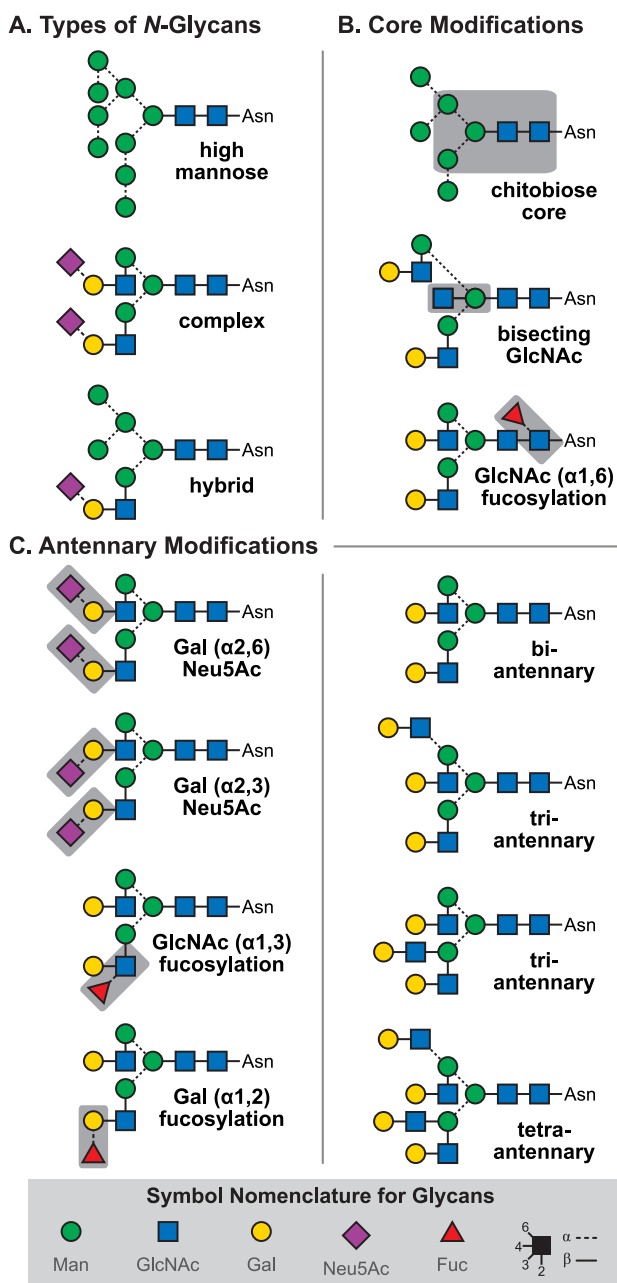 A. Types of N-Glycans
Asn
high
mannose
Asn
complex
Asn
hybrid
B. Core Modifications
Asn
chitobiose
core
Asn
bisecting
GlcNAc
Asn
GlcNAc (α1,6)
fucosylation
C. Antennary Modifications
Asn
Gal (α2,6)
Neu5Ac
Asn
Gal (α2,3)
Neu5Ac
Asn
GlcNAc (α1,3)
fucosylation
Asn
Gal (α1,2)
fucosylation
Asn
bi-
antennary
Asn
tri-
antennary
Asn
tri-
antennary
Asn
tetra-
antennary
Symbol Nomenclature for Glycans
Man
GlcNAc
Gal
Neu5Ac
Fuc
6
4
3
2
α
β